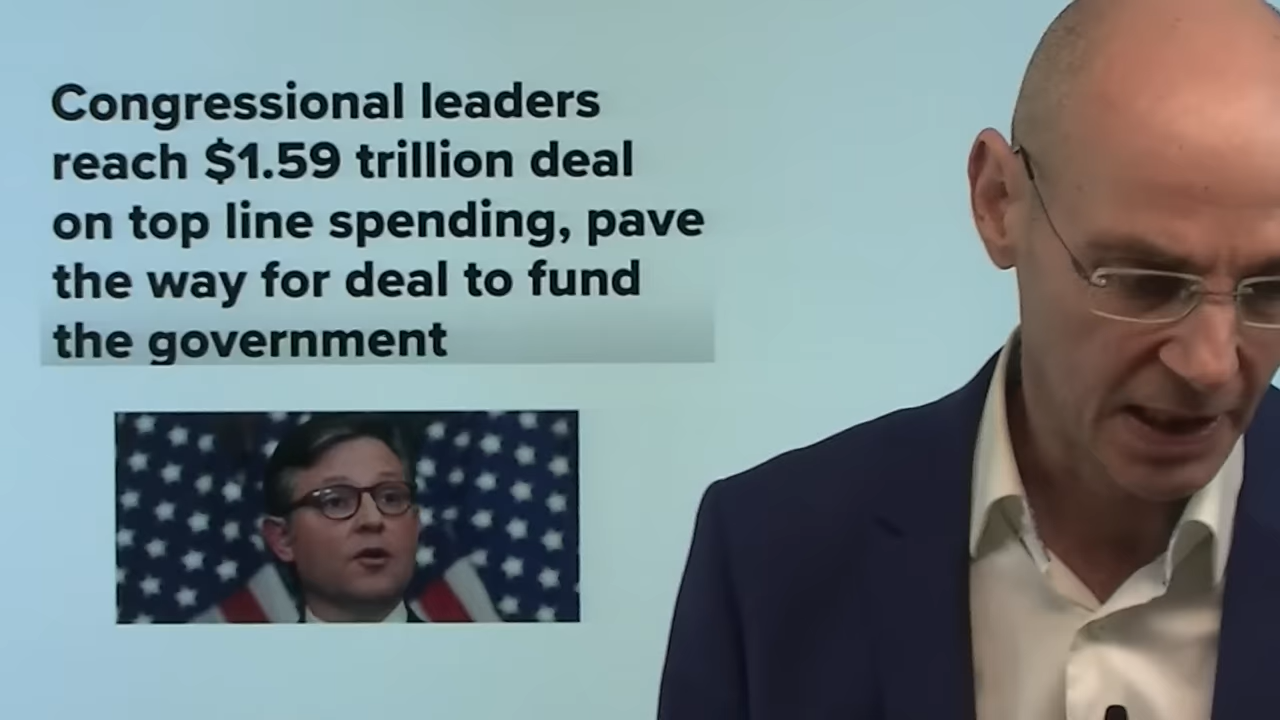 Congressional leaders
reach $1.59 trillion deal
on top line spending, pave
the way for deal to fund
the government